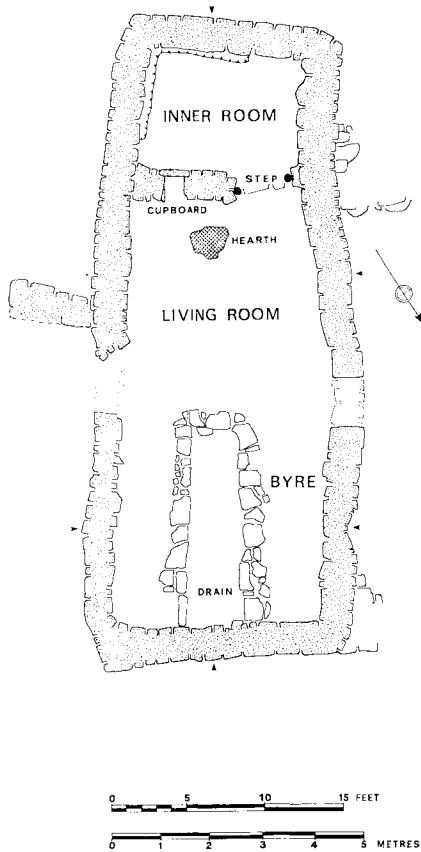 INNER ROOM
STEP
CUPBOARD
HEARTH
LIVING ROOM
BYRE
DRAIN
0 5 10 15 FEET
0 1 2 3 4 5 METRES